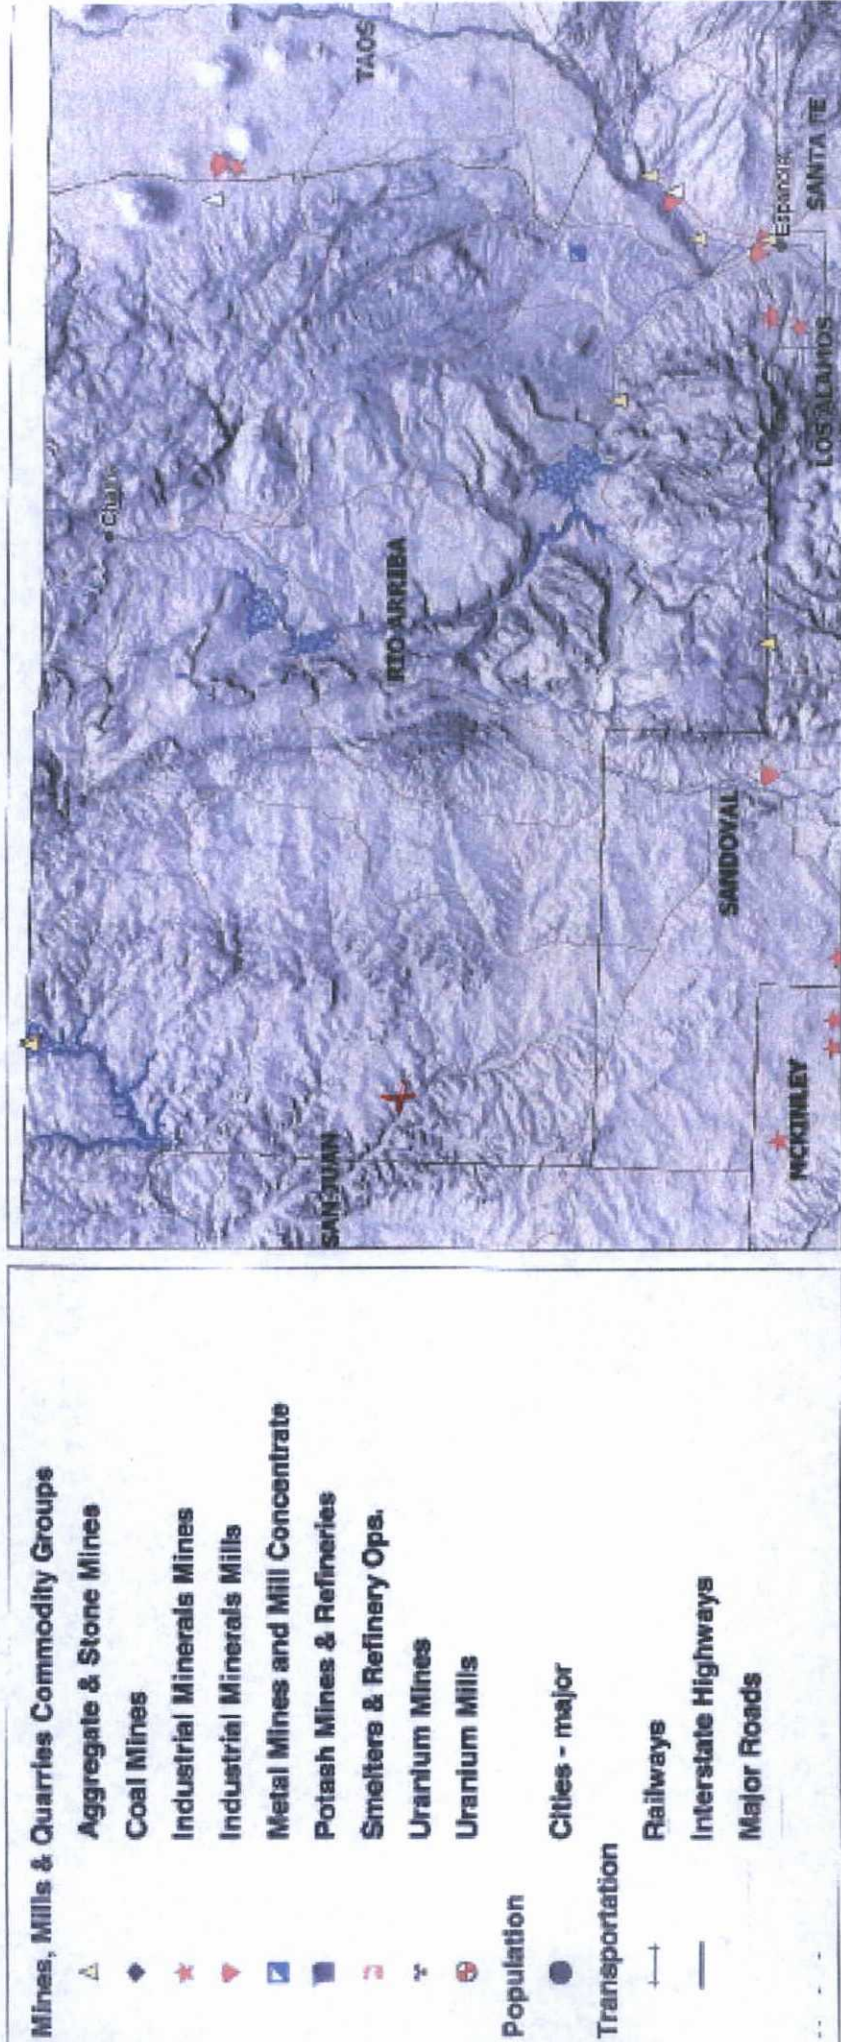 Mines, Mills & Quarries Commodity Groups
Aggregate & Stone Mines
Coal Mines
Industrial Minerals Mines
Industrial Minerals Mills
Metal Mines and Mill Concentrate
Potash Mines & Refineries
Smelters & Refinery Ops.
Uranium Mines
Uranium Mills
Population
Cities - major
Transportation
Railways
Interstate Highways
Major Roads
Chama
TAOS
SAN JUAN
RIO ARRIBA
Espanola
SANDOVAL
MCKINLEY
LOS ALAMOS
SANTA FE